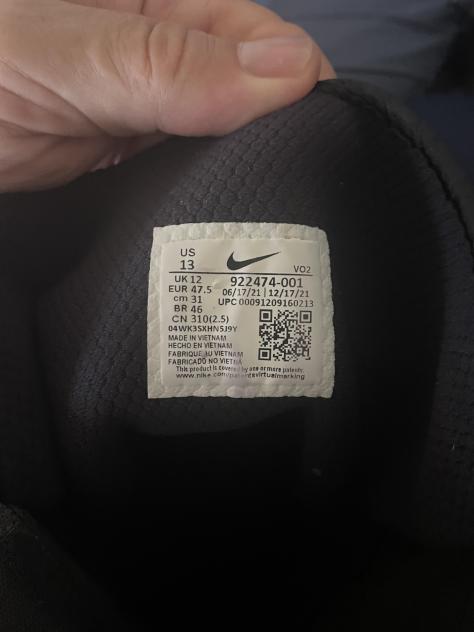 US
13
VO2
UK 12
922474-001
EUR 47.5
06/17/21 | 12/17/21
cm 31
UPC 00091209160213
BR 46
CN 310(2.5)
04WK3SXHN5J9Y
MADE IN VIETNAM
HECHO EN VIETNAM
FABRIQUÉ AU VIETNAM
FABRICADO NO VIETNÃ
This product is covered by one or more patents.
www.nike.com/patentsvirtualmarking